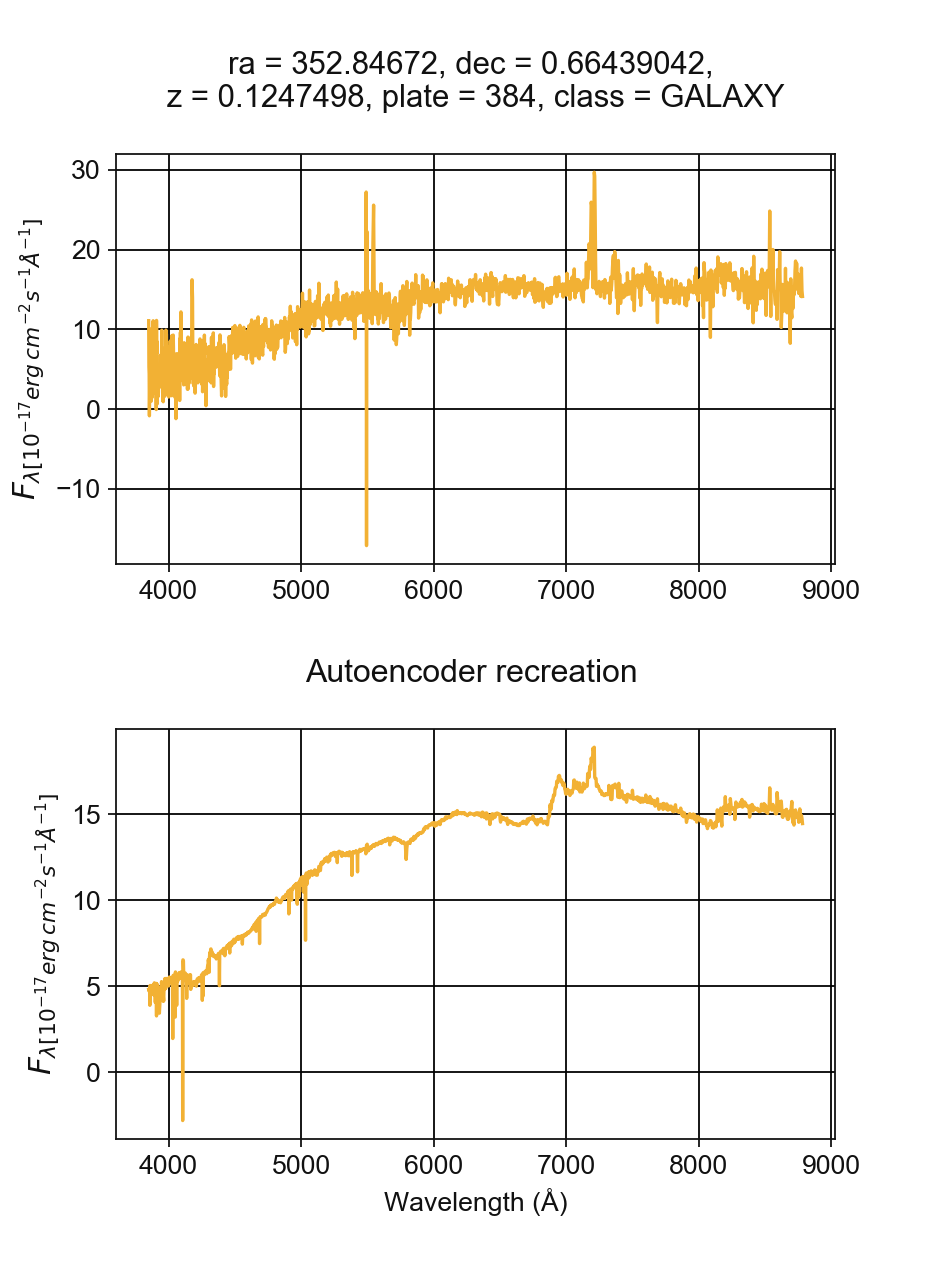 ra = 352.84672, dec = 0.66439042,
z = 0.1247498, plate = 384, class = GALAXY
30
20
10
0
−10
F_{λ[10^{−17} erg cm^{−2} s^{−1} Å^{−1}]}
4000 5000 6000 7000 8000 9000
Autoencoder recreation
15
10
5
0
F_{λ[10^{−17} erg cm^{−2} s^{−1} Å^{−1}]}
4000 5000 6000 7000 8000 9000
Wavelength (Å)